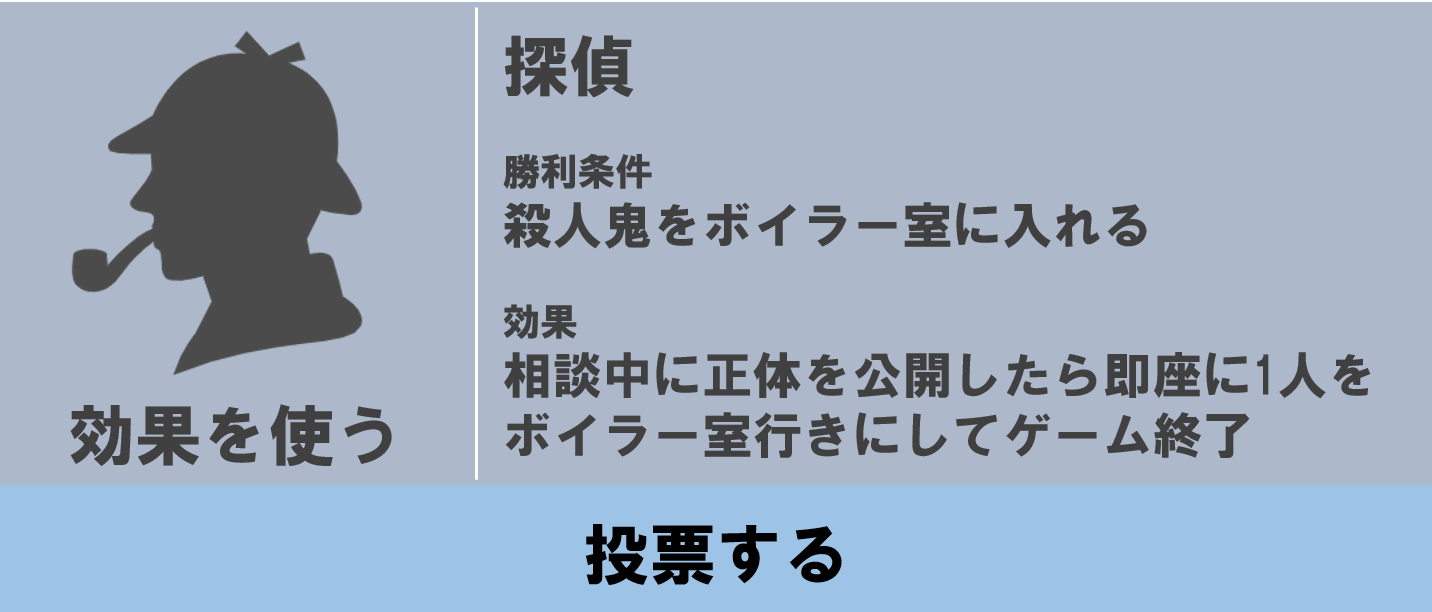 探偵
勝利条件
殺人鬼をボイラー室に入れる
効果
相談中に正体を公開したら即座に1人を
ボイラー室行きにしてゲーム終了
効果を使う
投票する